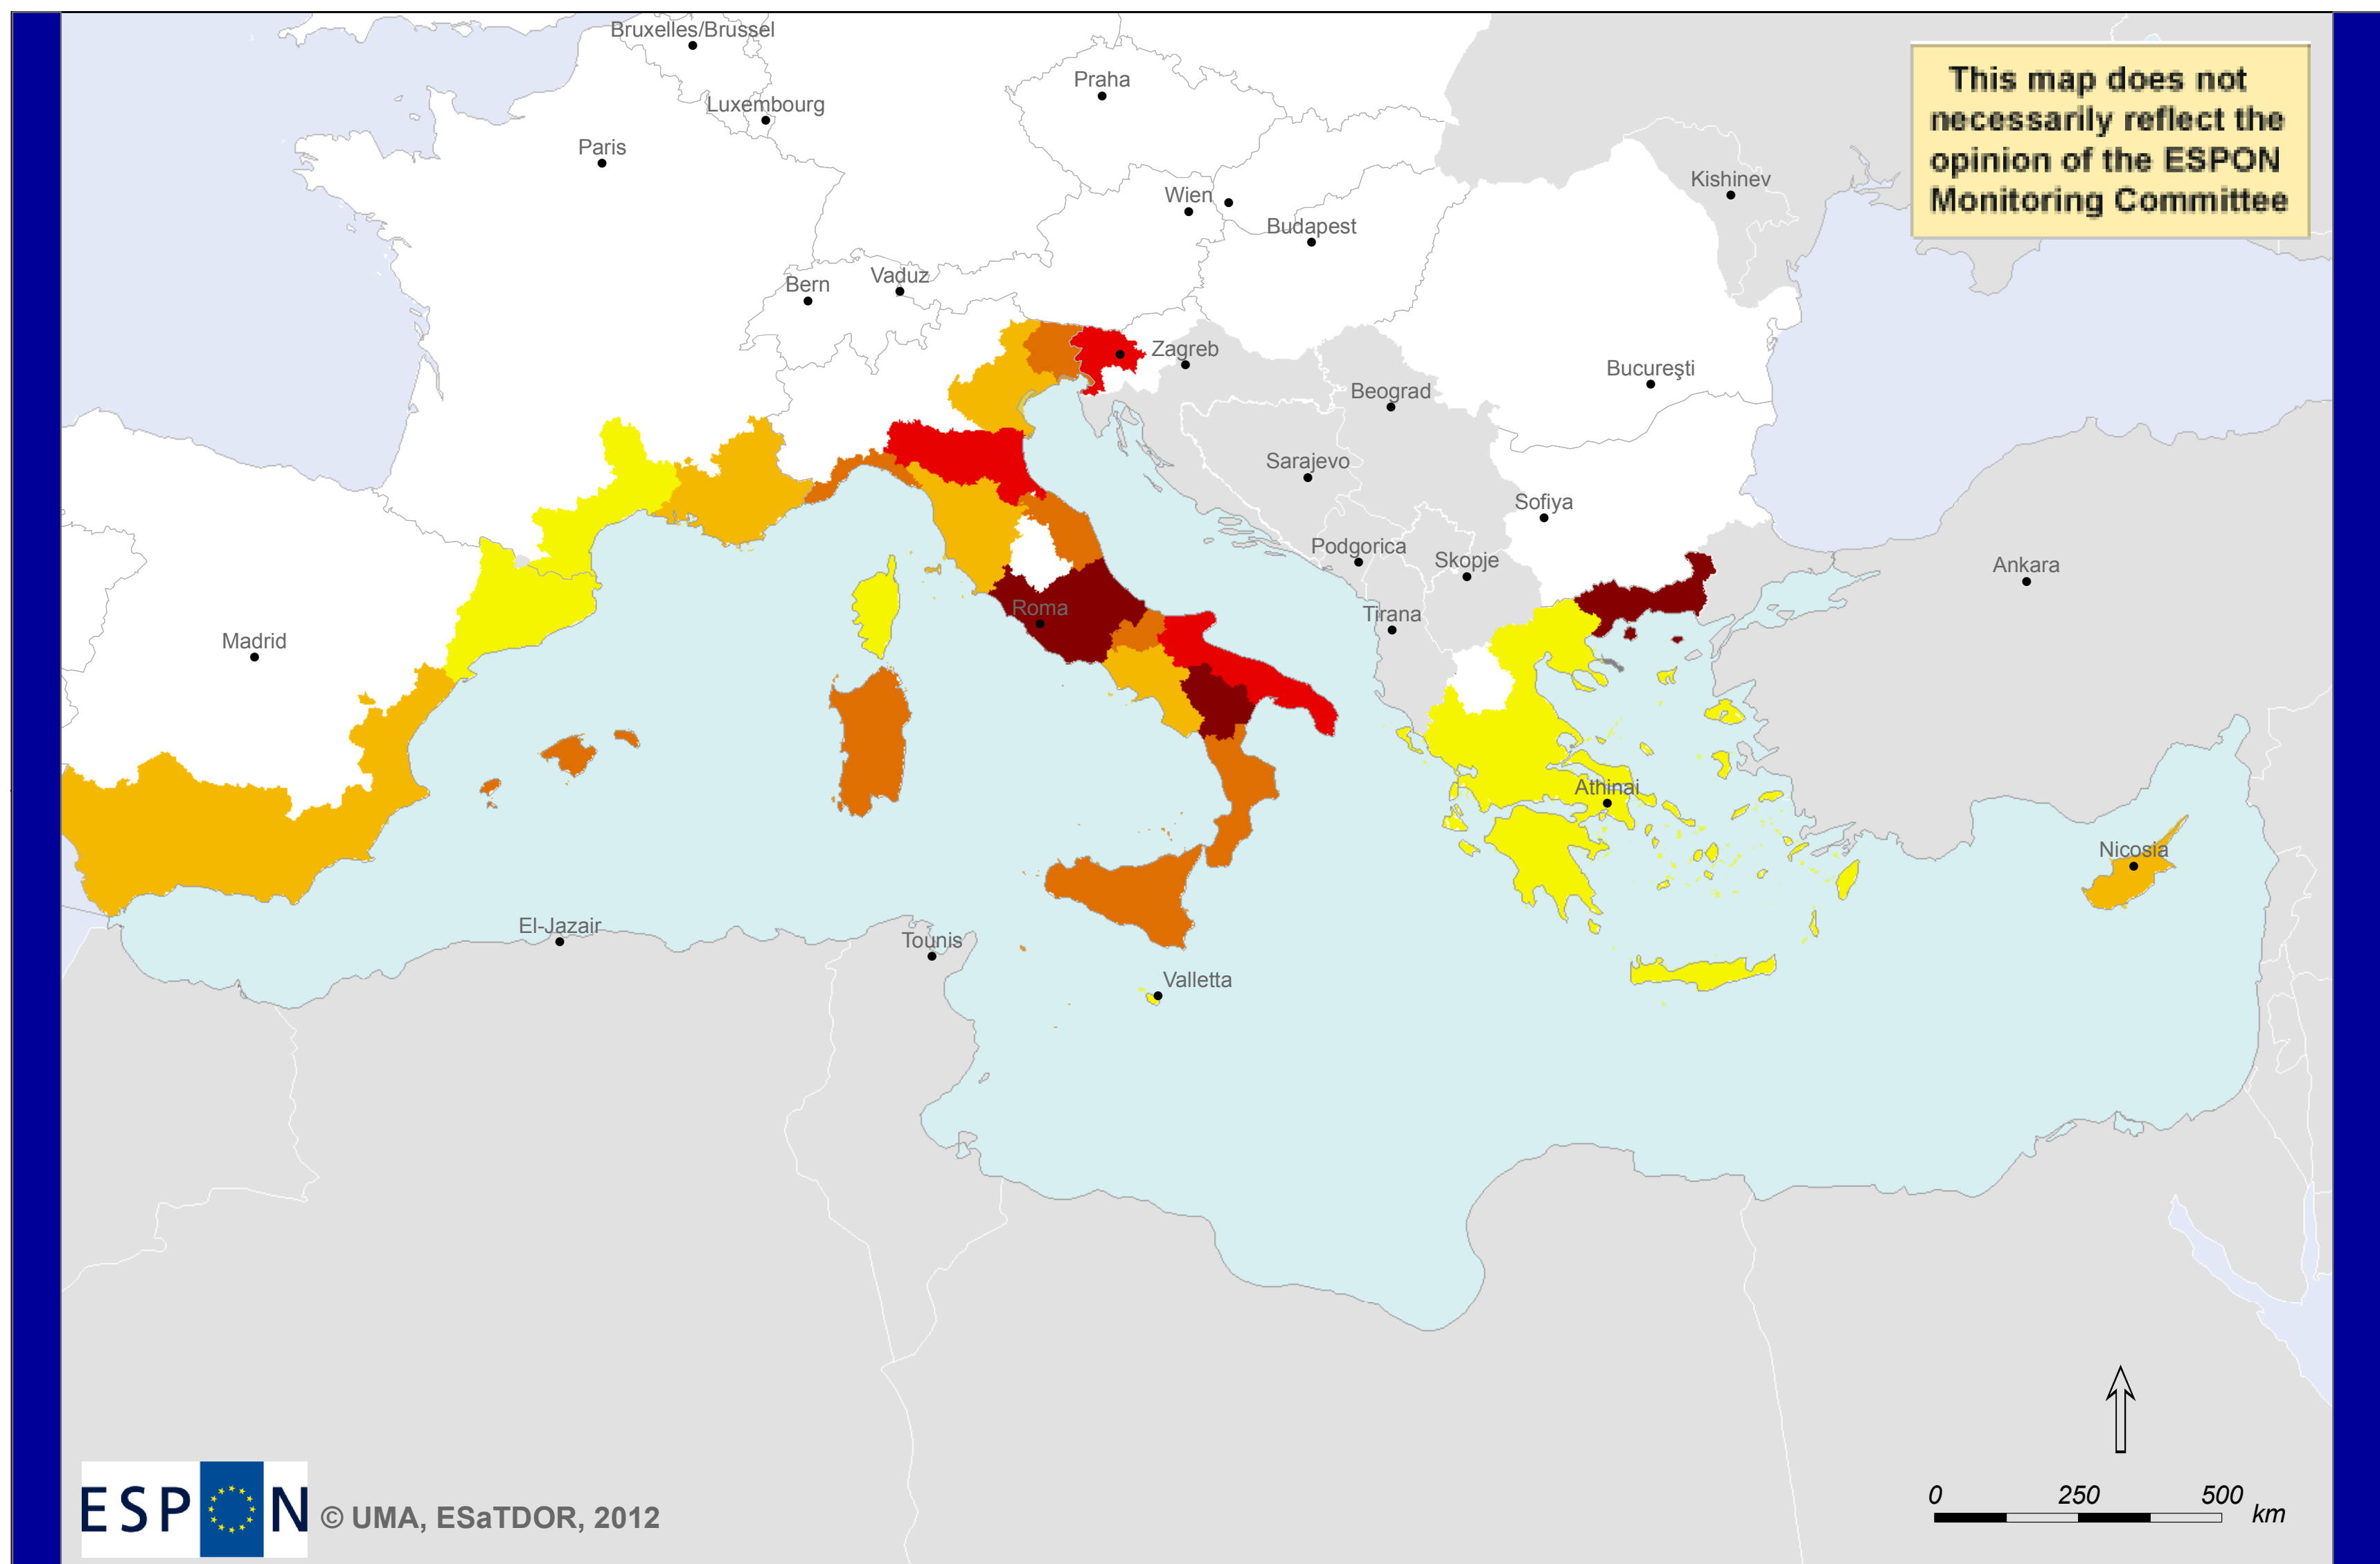 Bruxelles/Brussel
This map does not
necessarily reflect the
opinion of the ESPON
Monitoring Committee
Praha
Luxembourg
Paris
Kishinev
Wien
Budapest
Vaduz
Bern
Zagreb
Bucureşti
Beograd
Sarajevo
Sofiya
Podgorica
Skopje
Ankara
Roma
Tirana
Madrid
Athinai
Nicosia
El-Jazair
Tounis
Valletta
0 250 500
km
ESPON
© UMA, ESaTDOR, 2012